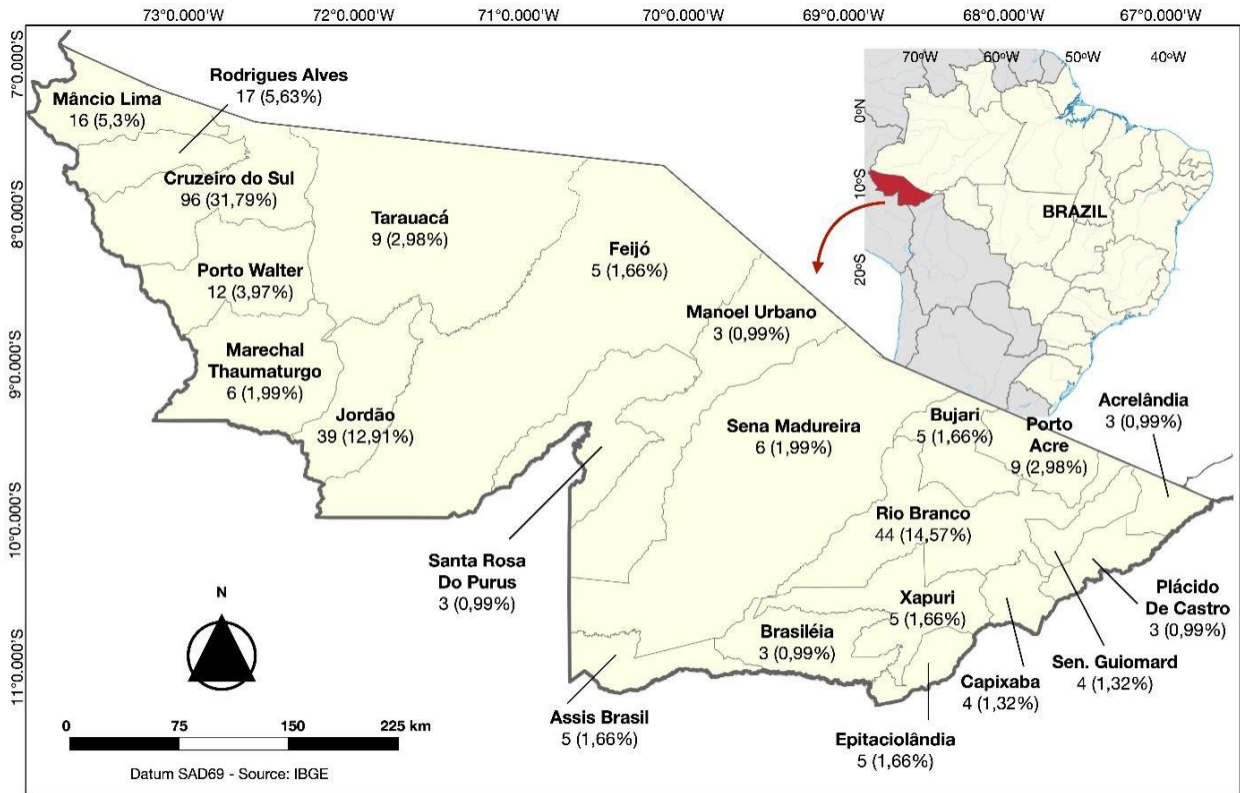 73°0.000'W 72°0.000'W 71°0.000'W 70°0.000'W 69°0.000'W 68°0.000'W 67°0.000'W
7°0.000'S
8°0.000'S
9°0.000'S
10°0.000'S
11°0.000'S
70ºW 60ºW 50ºW 40ºW
0ºN
10ºS
20ºS
BRAZIL
Rodrigues Alves
17 (5,63%)
Mâncio Lima
16 (5,3%)
Cruzeiro do Sul
96 (31,79%)
Tarauacá
9 (2,98%)
Feijó
5 (1,66%)
Porto Walter
12 (3,97%)
Manoel Urbano
3 (0,99%)
Marechal
Thaumaturgo
6 (1,99%)
Jordão
39 (12,91%)
Sena Madureira
6 (1,99%)
Bujari
5 (1,66%)
Porto
Acre
9 (2,98%)
Acrelândia
3 (0,99%)
Rio Branco
44 (14,57%)
Santa Rosa
Do Purus
3 (0,99%)
Xapuri
5 (1,66%)
Plácido
De Castro
3 (0,99%)
Brasiléia
3 (0,99%)
Sen. Guiomard
4 (1,32%)
Capixaba
4 (1,32%)
Assis Brasil
5 (1,66%)
Epitaciolândia
5 (1,66%)
N
0 75 150 225 km
Datum SAD69 - Source: IBGE